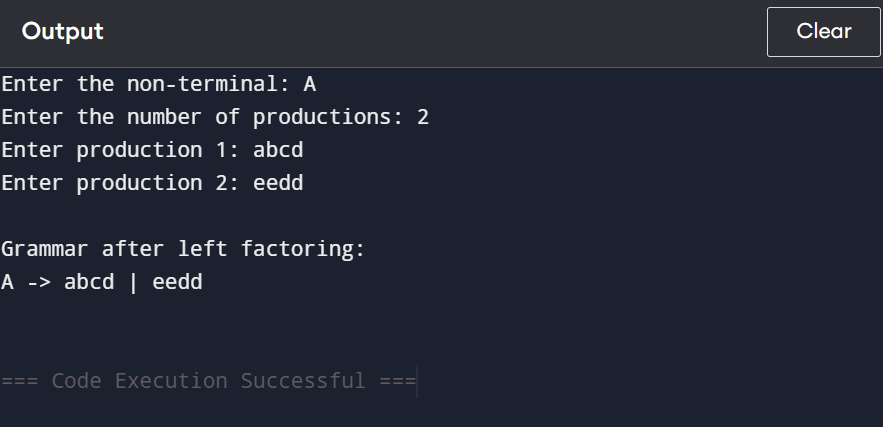 Output
Clear
Enter the non-terminal: A
Enter the number of productions: 2
Enter production 1: abcd
Enter production 2: eedd
Grammar after left factoring:
A -> abcd | eedd
=== Code Execution Successful ===